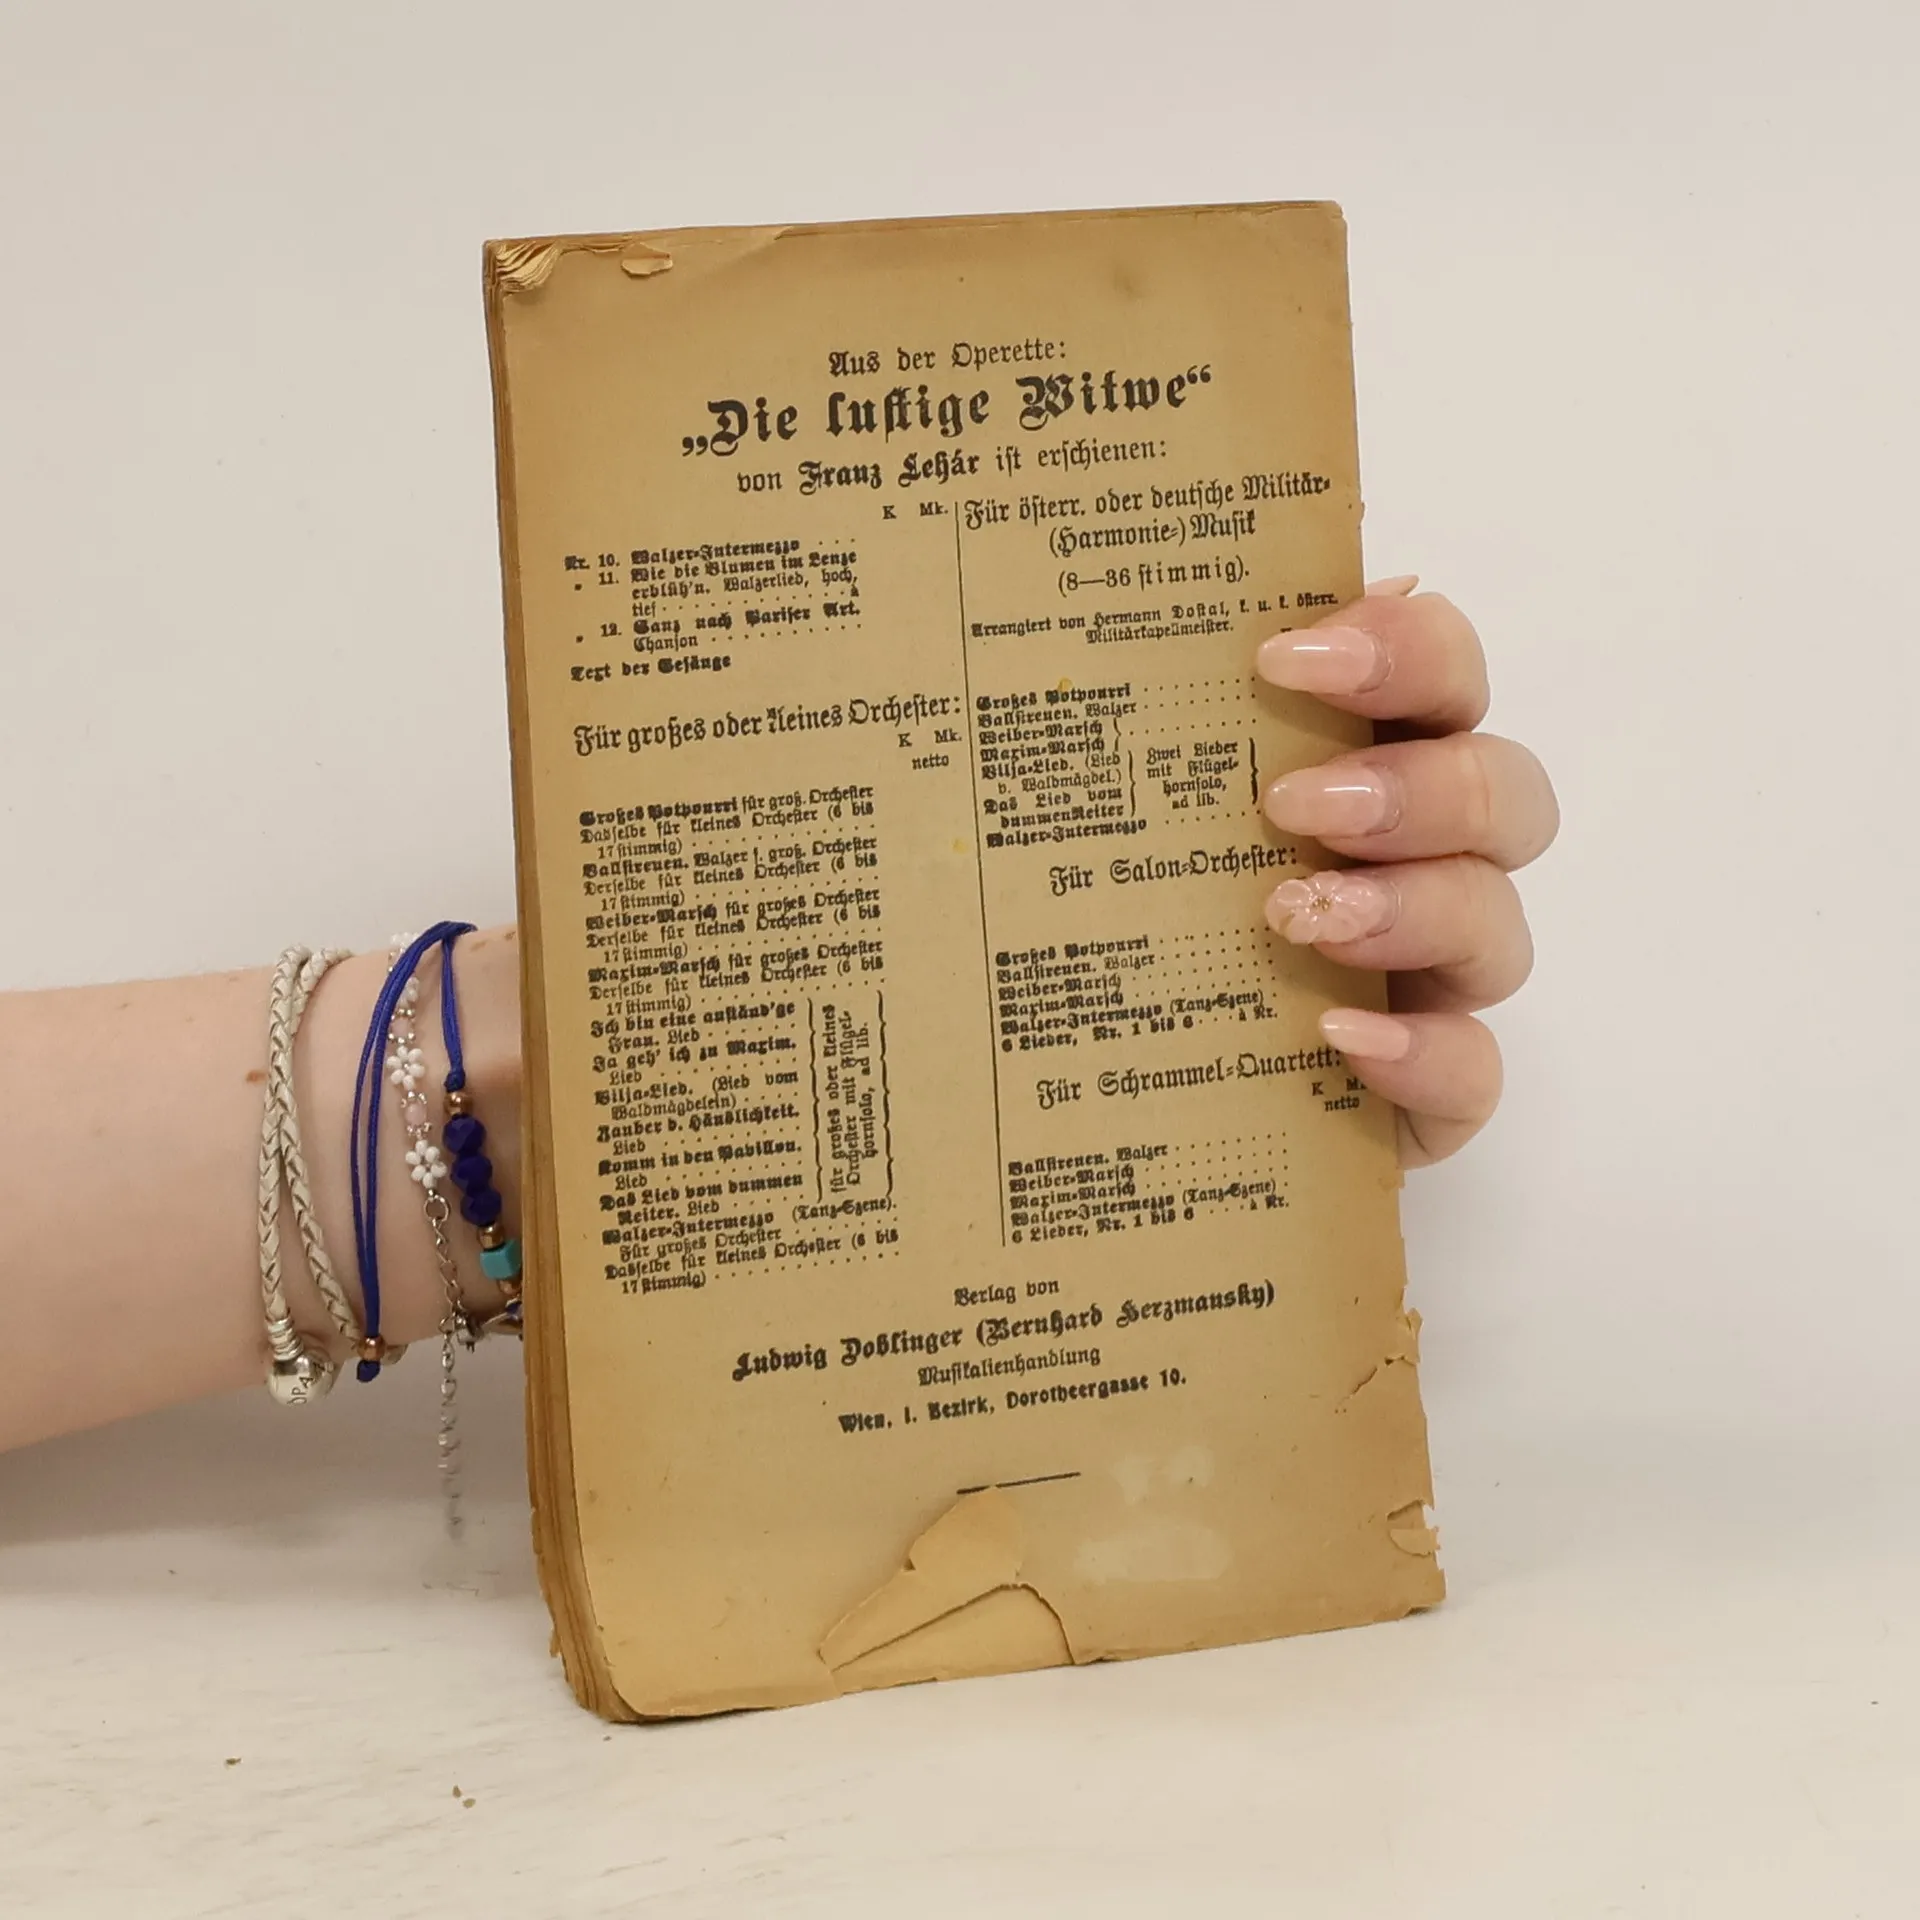 Aus der Operette:
„Die lustige Witwe“
von Franz Lehár ist erschienen:
K Mk.
Nr. 10. Walzer-Intermezzo . . .
„ 11. Wie die Blumen im Lenze
erblüh'n. Walzerlied, hoch,
tief . . . . . . . . . . . . à
„ 12. Ganz nach Pariser Art.
Chanson . . . . . . . . .
Text der Gesänge
Für großes oder kleines Orchester:
K Mk.
netto
Großes Potpourri für groß. Orchester
Dasselbe für kleines Orchester (6 bis
17 stimmig) . . . . . . . . . .
Ballsirenen. Walzer f. groß. Orchester
Derselbe für kleines Orchester (6 bis
17 stimmig) . . . . . . . . . .
Weiber-Marsch für großes Orchester
Derselbe für kleines Orchester (6 bis
17 stimmig) . . . . . . . . . .
Maxim-Marsch für großes Orchester
Derselbe für kleines Orchester (6 bis
17 stimmig) . . . . . . . . . .
Ich bin eine anständ'ge
Frau. Lied . . . . . .
Ja geh' ich zu Maxim.
Lied . . . . . . . . .
Vilja-Lied. (Lied vom
Waldmägdelein) . . . .
Zauber d. Häuslichkeit.
Lied . . . . . . . . .
Komm in den Pavillon.
Lied . . . . . . . . .
Das Lied vom dummen
Reiter. Lied . . . . .
für großes oder kleines
Orchester mit Flügel-
hornsolo, ad lib.
Walzer-Intermezzo (Tanz-Szene).
Für großes Orchester . . . . . .
Dasselbe für kleines Orchester (6 bis
17 stimmig) . . . . . . . . . .
Für österr. oder deutsche Militär-
(Harmonie-) Musik
(8—36 stimmig).
Arrangiert von Hermann Dostal, k. u. k. österr.
Militärkapellmeister.
Großes Potpourri . . . . . . . .
Ballsirenen. Walzer . . . . . . .
Weiber-Marsch
Maxim-Marsch
Vilja-Lied. (Lied
v. Waldmägdel.)
Das Lied vom
dummen Reiter
Zwei Lieder
mit Flügel-
hornsolo,
ad lib.
Walzer-Intermezzo . . . . . . .
Für Salon-Orchester:
Großes Potpourri . . . . . . . .
Ballsirenen. Walzer . . . . . . .
Weiber-Marsch . . . . . . . . .
Maxim-Marsch . . . . . . . . .
Walzer-Intermezzo (Tanz-Szene) .
6 Lieder, Nr. 1 bis 6 . . . à Nr.
Für Schrammel-Quartett:
K
netto
Ballsirenen. Walzer . . . . . . .
Weiber-Marsch . . . . . . . . .
Maxim-Marsch . . . . . . . . .
Walzer-Intermezzo (Tanz-Szene) .
6 Lieder, Nr. 1 bis 6 . . . à Nr.
Verlag von
Ludwig Doblinger (Bernhard Herzmansky)
Musikalienhandlung
Wien, I. Bezirk, Dorotheergasse 10.